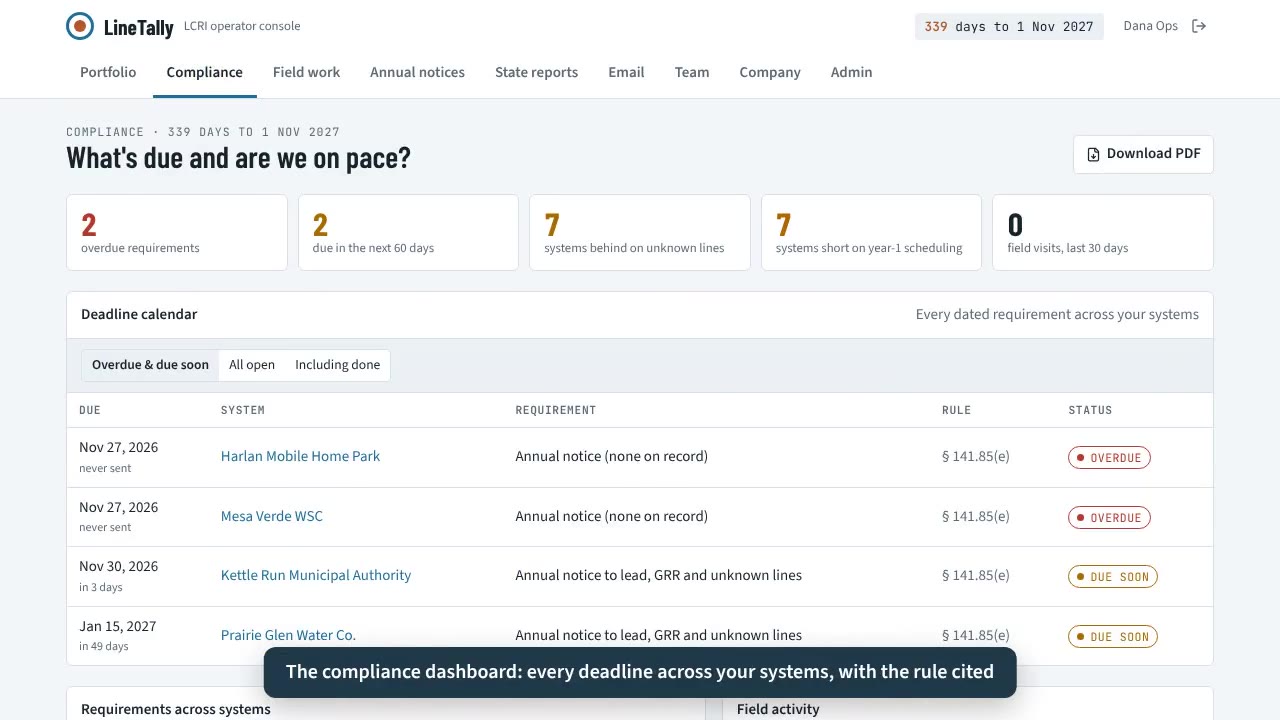 LineTally LCRI operator console
339 days to 1 Nov 2027 Dana Ops
Portfolio Compliance Field work Annual notices State reports Email Team Company Admin
COMPLIANCE · 339 DAYS TO 1 NOV 2027
What's due and are we on pace?
Download PDF
2
overdue requirements
2
due in the next 60 days
7
systems behind on unknown lines
7
systems short on year-1 scheduling
0
field visits, last 30 days
Deadline calendar Every dated requirement across your systems
Overdue & due soon All open Including done
DUE SYSTEM REQUIREMENT RULE STATUS
Nov 27, 2026
never sent
Harlan Mobile Home Park Annual notice (none on record) § 141.85(e) OVERDUE
Nov 27, 2026
never sent
Mesa Verde WSC Annual notice (none on record) § 141.85(e) OVERDUE
Nov 30, 2026
in 3 days
Kettle Run Municipal Authority Annual notice to lead, GRR and unknown lines § 141.85(e) DUE SOON
Jan 15, 2027
in 49 days
Prairie Glen Water Co. Annual notice to lead, GRR and unknown lines § 141.85(e) DUE SOON
The compliance dashboard: every deadline across your systems, with the rule cited
Requirements across systems Field activity